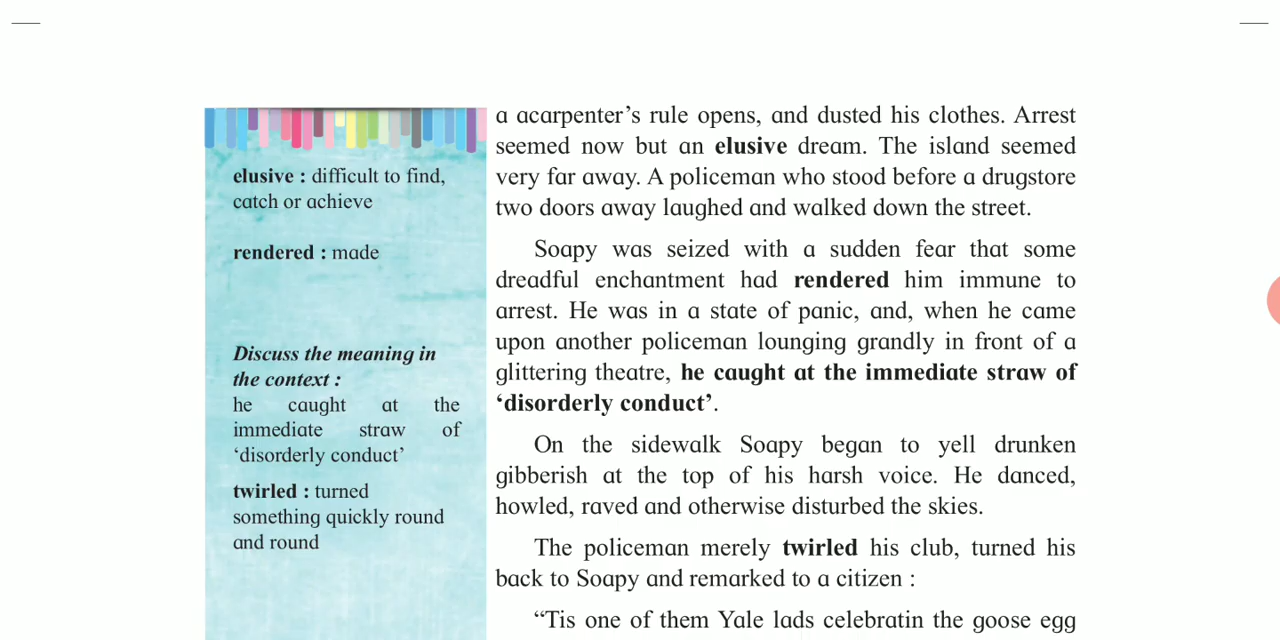 elusive : difficult to find,
catch or achieve
rendered : made
Discuss the meaning in
the context :
he caught at the
immediate straw of
‘disorderly conduct’
twirled : turned
something quickly round
and round
a acarpenter’s rule opens, and dusted his clothes. Arrest
seemed now but an elusive dream. The island seemed
very far away. A policeman who stood before a drugstore
two doors away laughed and walked down the street.
Soapy was seized with a sudden fear that some
dreadful enchantment had rendered him immune to
arrest. He was in a state of panic, and, when he came
upon another policeman lounging grandly in front of a
glittering theatre, he caught at the immediate straw of
‘disorderly conduct’.
On the sidewalk Soapy began to yell drunken
gibberish at the top of his harsh voice. He danced,
howled, raved and otherwise disturbed the skies.
The policeman merely twirled his club, turned his
back to Soapy and remarked to a citizen :
“Tis one of them Yale lads celebratin the goose egg